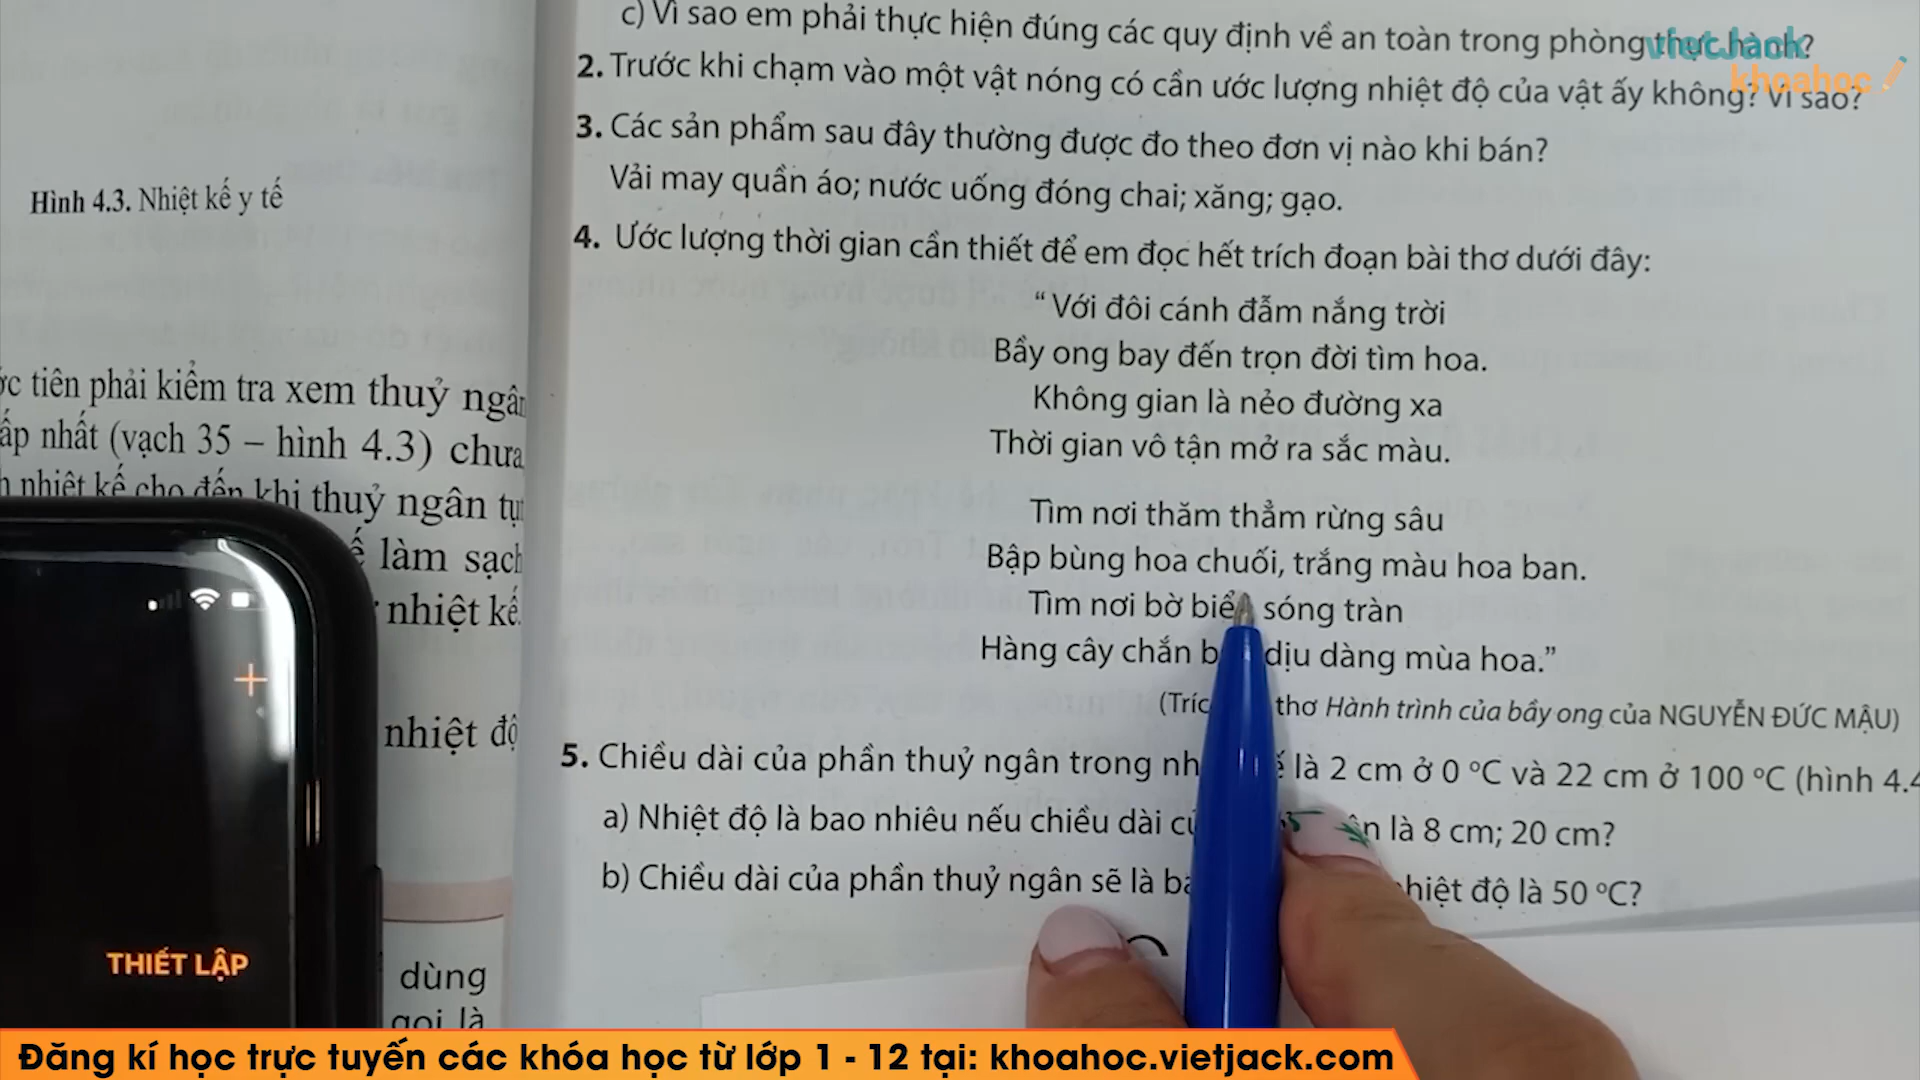 c) Vì sao em phải thực hiện đúng các quy định về an toàn trong phòng thực hành?
vietJack
khoahoc
2. Trước khi chạm vào một vật nóng có cần ước lượng nhiệt độ của vật ấy không? Vì sao?
3. Các sản phẩm sau đây thường được đo theo đơn vị nào khi bán?
Vải may quần áo; nước uống đóng chai; xăng; gạo.
4. Ước lượng thời gian cần thiết để em đọc hết trích đoạn bài thơ dưới đây:
“ Với đôi cánh đẫm nắng trời
Bầy ong bay đến trọn đời tìm hoa.
Không gian là nẻo đường xa
Thời gian vô tận mở ra sắc màu.
Tìm nơi thăm thẳm rừng sâu
Bập bùng hoa chuối, trắng màu hoa ban.
Tìm nơi bờ sóng tràn
Hàng cây chắn dịu dàng mùa hoa.”
thơ Hành trình của bầy ong của NGUYỄN ĐỨC MẬU)
5. Chiều dài của phần thuỷ ngân trong là 2 cm ở 0 ºC và 22 cm ở 100 ºC (hình
a) Nhiệt độ là bao nhiêu nếu chiều dài là 8 cm; 20 cm?
b) Chiều dài của phần thuỷ ngân sẽ là độ là 50 ºC?
Hình 4.3. Nhiệt kế y tế
tiên phải kiểm tra xem thuỷ ngân
nhất (vạch 35 – hình 4.3) chưa
nhiệt kế cho đến khi thuỷ ngân
làm sạch
nhiệt kế.
nhiệt độ
dùng
gọi là
THIẾT LẬP
Đăng kí học trực tuyến các khóa học từ lớp 1 - 12 tại: khoahoc.vietjack.com